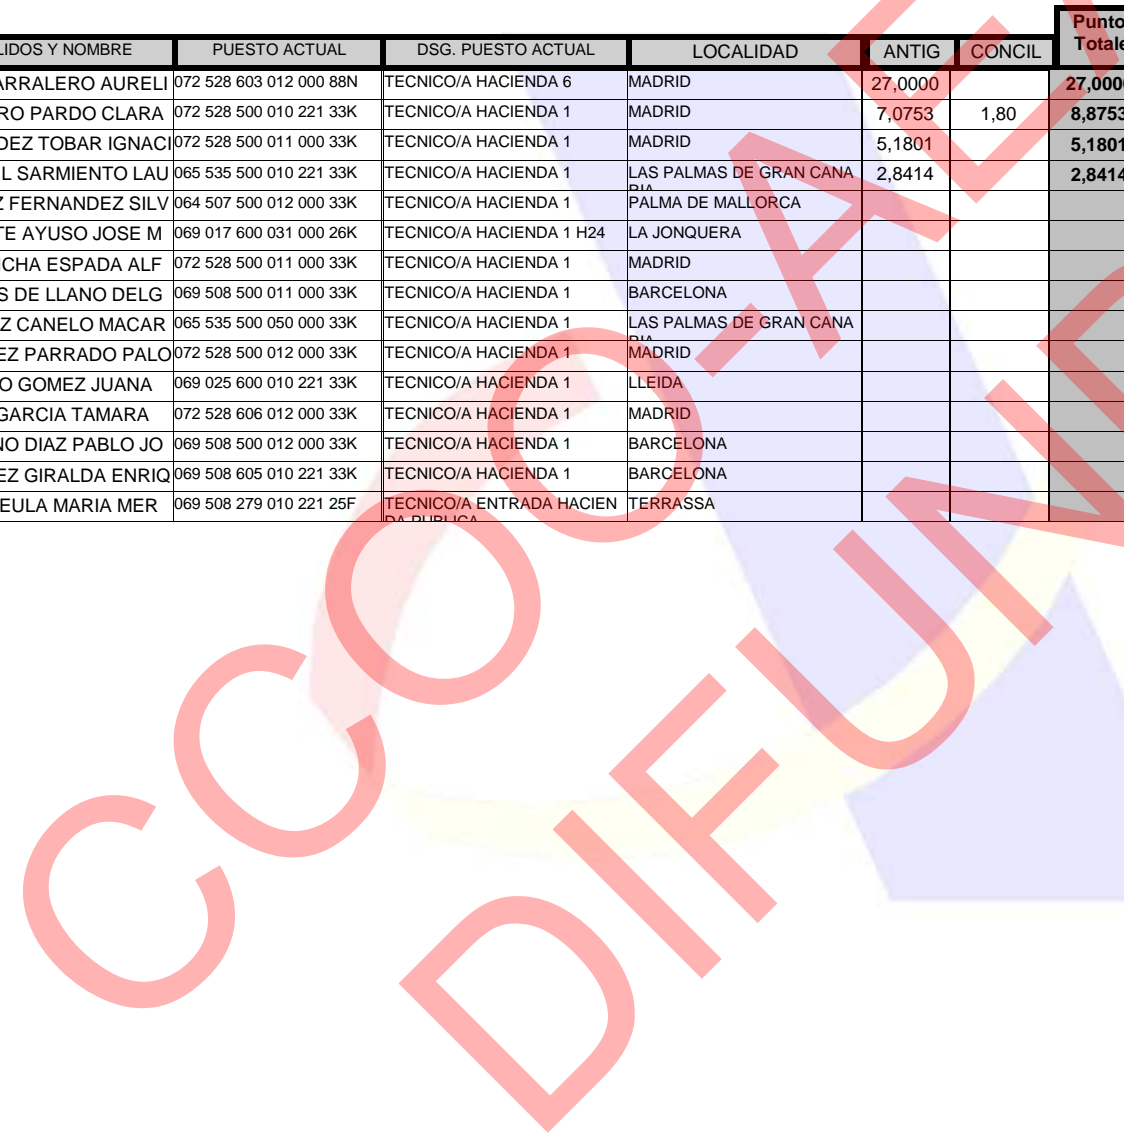 Punto
Totale
LIDOS Y NOMBRE PUESTO ACTUAL DSG. PUESTO ACTUAL LOCALIDAD ANTIG CONCIL
ARRALERO AURELI 072 528 603 012 000 88N TECNICO/A HACIENDA 6 MADRID 27,0000 27,0000
RO PARDO CLARA 072 528 500 010 221 33K TECNICO/A HACIENDA 1 MADRID 7,0753 1,80 8,8753
DEZ TOBAR IGNACI 072 528 500 011 000 33K TECNICO/A HACIENDA 1 MADRID 5,1801 5,1801
L SARMIENTO LAU 065 535 500 010 221 33K TECNICO/A HACIENDA 1 LAS PALMAS DE GRAN CANA 2,8414 2,8414
RIA
Z FERNANDEZ SILV 064 507 500 012 000 33K TECNICO/A HACIENDA 1 PALMA DE MALLORCA
TE AYUSO JOSE M 069 017 600 031 000 26K TECNICO/A HACIENDA 1 H24 LA JONQUERA
CHA ESPADA ALF 072 528 500 011 000 33K TECNICO/A HACIENDA 1 MADRID
S DE LLANO DELG 069 508 500 011 000 33K TECNICO/A HACIENDA 1 BARCELONA
Z CANELO MACAR 065 535 500 050 000 33K TECNICO/A HACIENDA 1 LAS PALMAS DE GRAN CANA
RIA
EZ PARRADO PALO 072 528 500 012 000 33K TECNICO/A HACIENDA 1 MADRID
O GOMEZ JUANA 069 025 600 010 221 33K TECNICO/A HACIENDA 1 LLEIDA
GARCIA TAMARA 072 528 606 012 000 33K TECNICO/A HACIENDA 1 MADRID
NO DIAZ PABLO JO 069 508 500 012 000 33K TECNICO/A HACIENDA 1 BARCELONA
EZ GIRALDA ENRIQ 069 508 605 010 221 33K TECNICO/A HACIENDA 1 BARCELONA
EULA MARIA MER 069 508 279 010 221 25F TECNICO/A ENTRADA HACIEN TERRASSA
DA PUBLICA
CCOO-AE
DIFUND